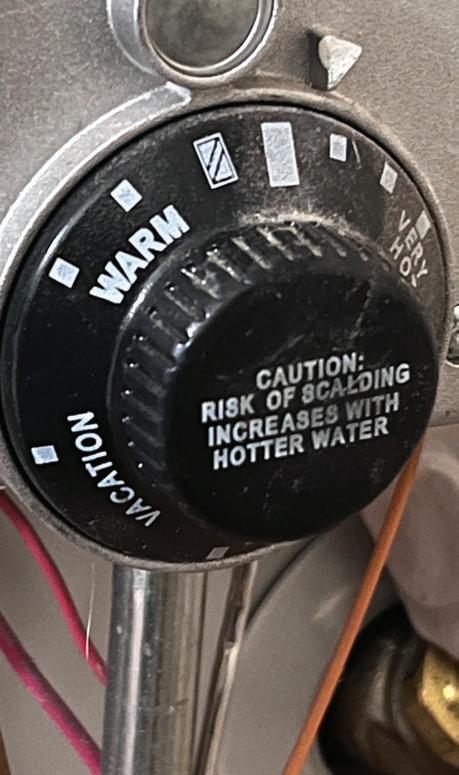 WARM
VERY
HOT
CAUTION:
RISK OF SCALDING
INCREASES WITH
HOTTER WATER
VACATION